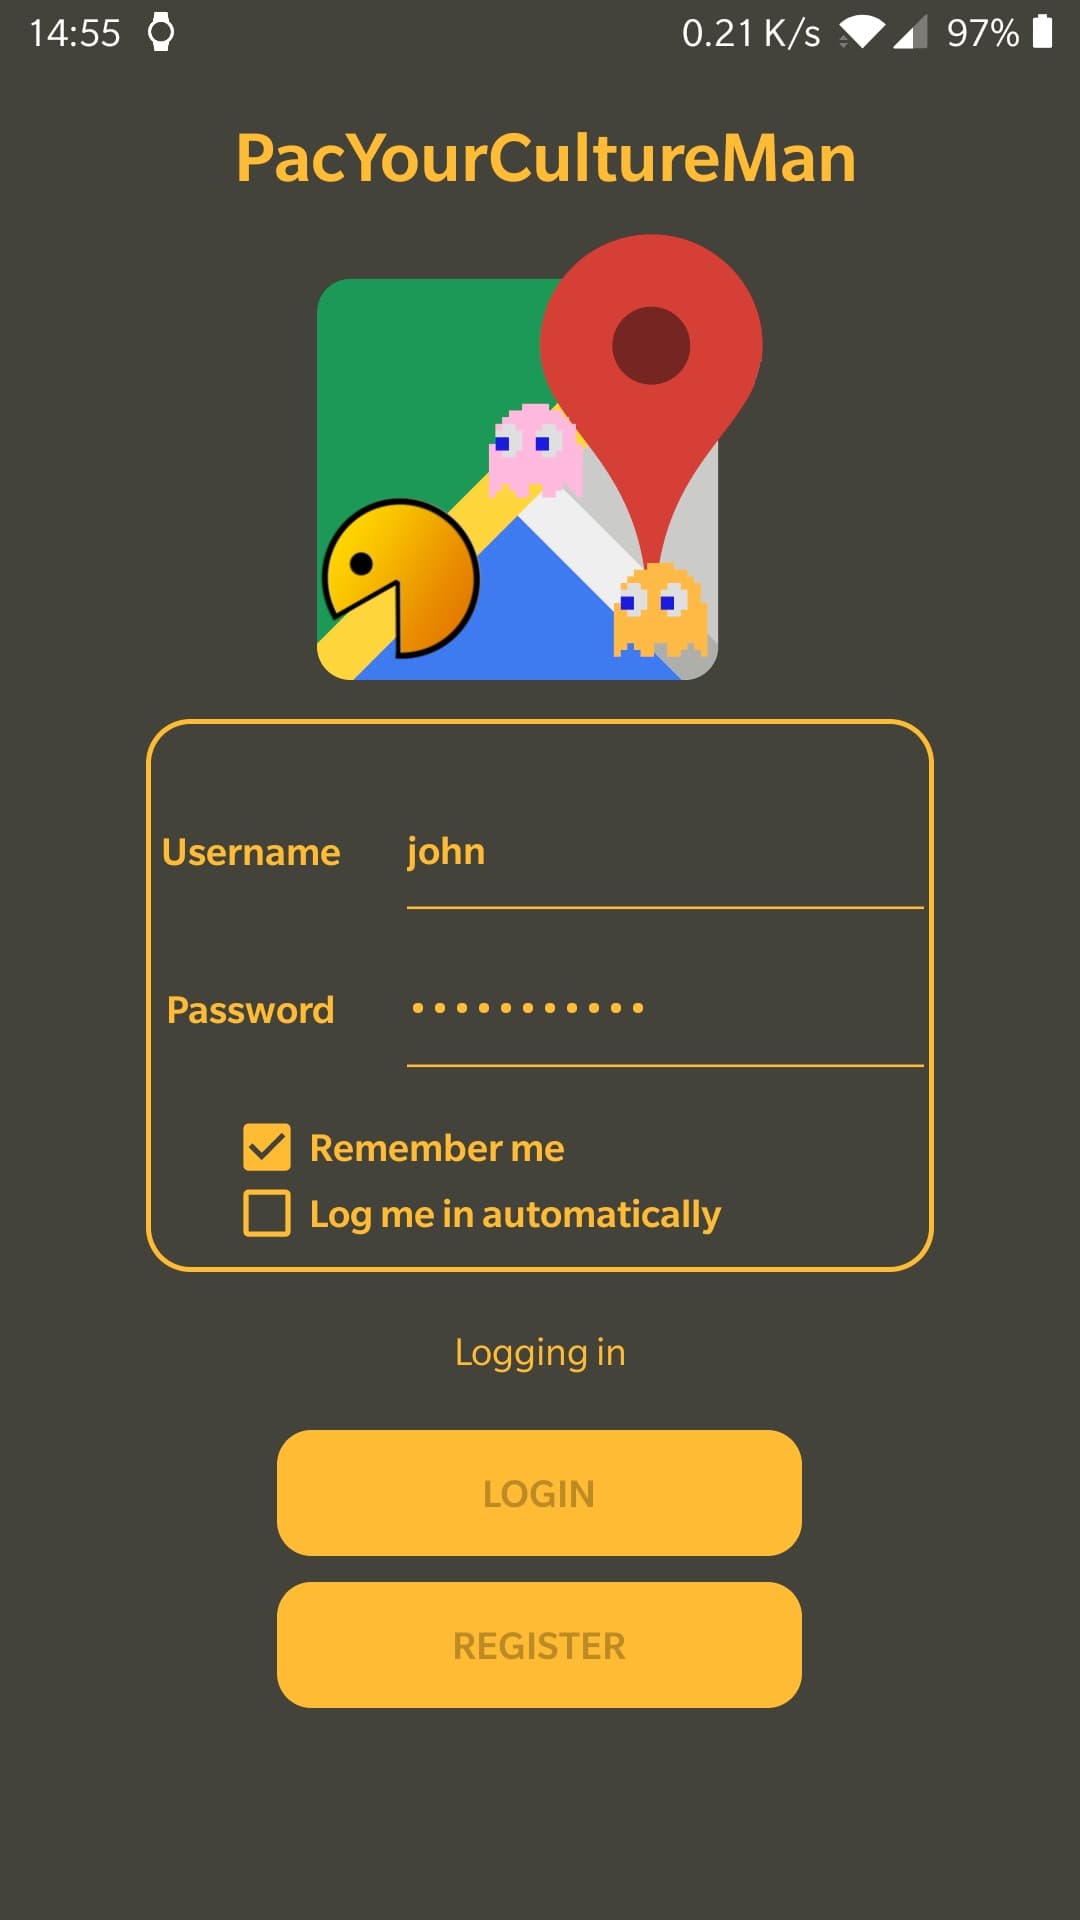 14:55 0.21 K/s 97%
PacYourCultureMan
Username john
Password •••••••••••
Remember me
Log me in automatically
Logging in
LOGIN
REGISTER